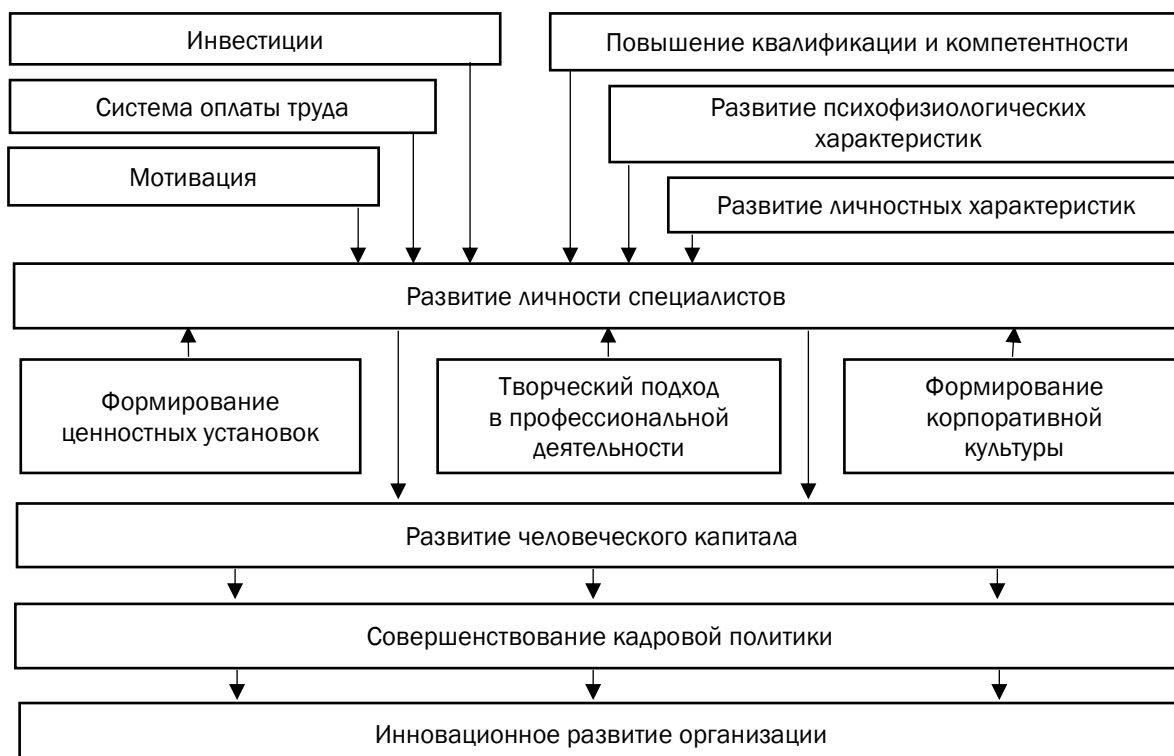 Инвестиции
Повышение квалификации и компетентности
Система оплаты труда
Развитие психофизиологических
характеристик
Мотивация
Развитие личностных характеристик
Развитие личности специалистов
Формирование
ценностных установок
Творческий подход
в профессиональной
деятельности
Формирование
корпоративной
культуры
Развитие человеческого капитала
Совершенствование кадровой политики
Инновационное развитие организации